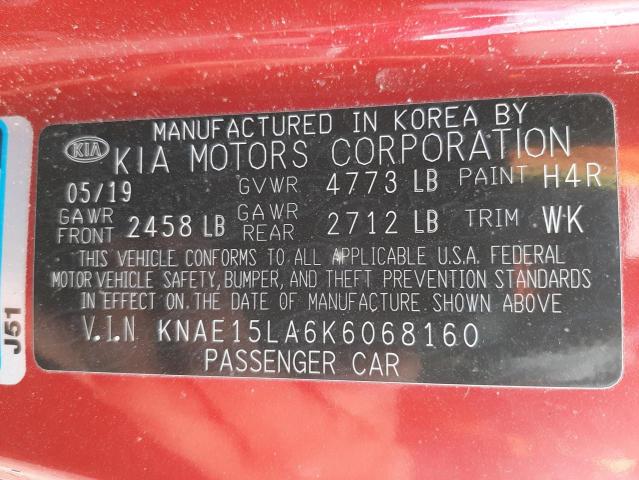 MANUFACTURED IN KOREA BY
KIA KIA MOTORS CORPORATION
05/19 GVWR 4773 LB PAINT H4R
GAWR FRONT 2458 LB GAWR REAR 2712 LB TRIM WK
THIS VEHICLE CONFORMS TO ALL APPLICABLE U.S.A. FEDERAL
MOTOR VEHICLE SAFETY, BUMPER, AND THEFT PREVENTION STANDARDS
IN EFFECT ON THE DATE OF MANUFACTURE SHOWN ABOVE
V.I.N KNAE15LA6K6068160
PASSENGER CAR
J51